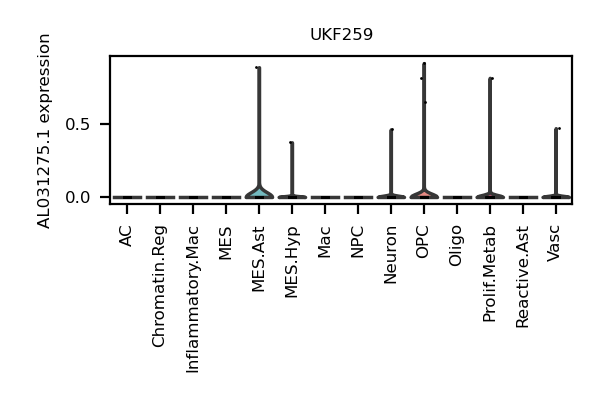 UKF259
AL031275.1 expression
0.5
0.0
AC
Chromatin.Reg
Inflammatory.Mac
MES
MES.Ast
MES.Hyp
Mac
NPC
Neuron
OPC
Oligo
Prolif.Metab
Reactive.Ast
Vasc